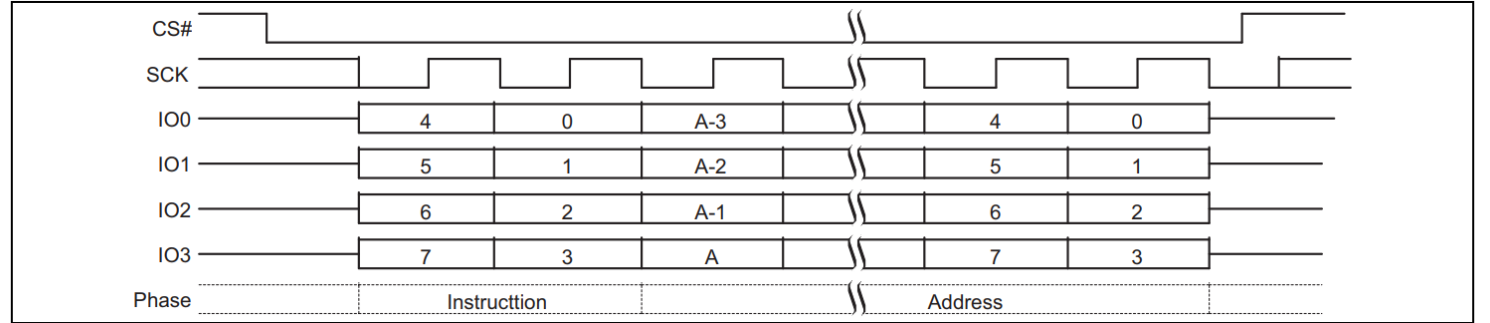 CS#
SCK
IO0 4 0 A-3 4 0
IO1 5 1 A-2 5 1
IO2 6 2 A-1 6 2
IO3 7 3 A 7 3
Phase Instructtion Address